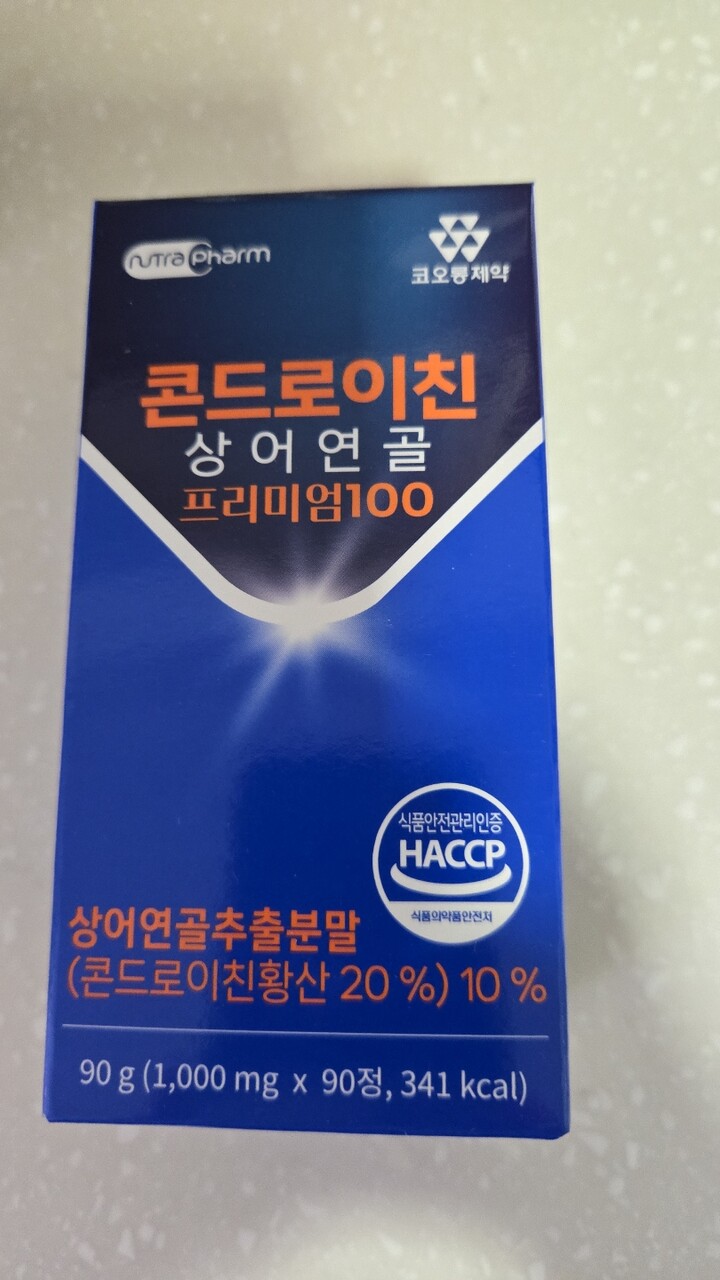 nutra Pharm
코오롱제약
콘드로이친
상어연골
프리미엄100
식품안전관리인증
HACCP
식품의약품안전처
상어연골추출분말
(콘드로이친황산 20 %) 10 %
90 g (1,000 mg x 90정, 341 kcal)